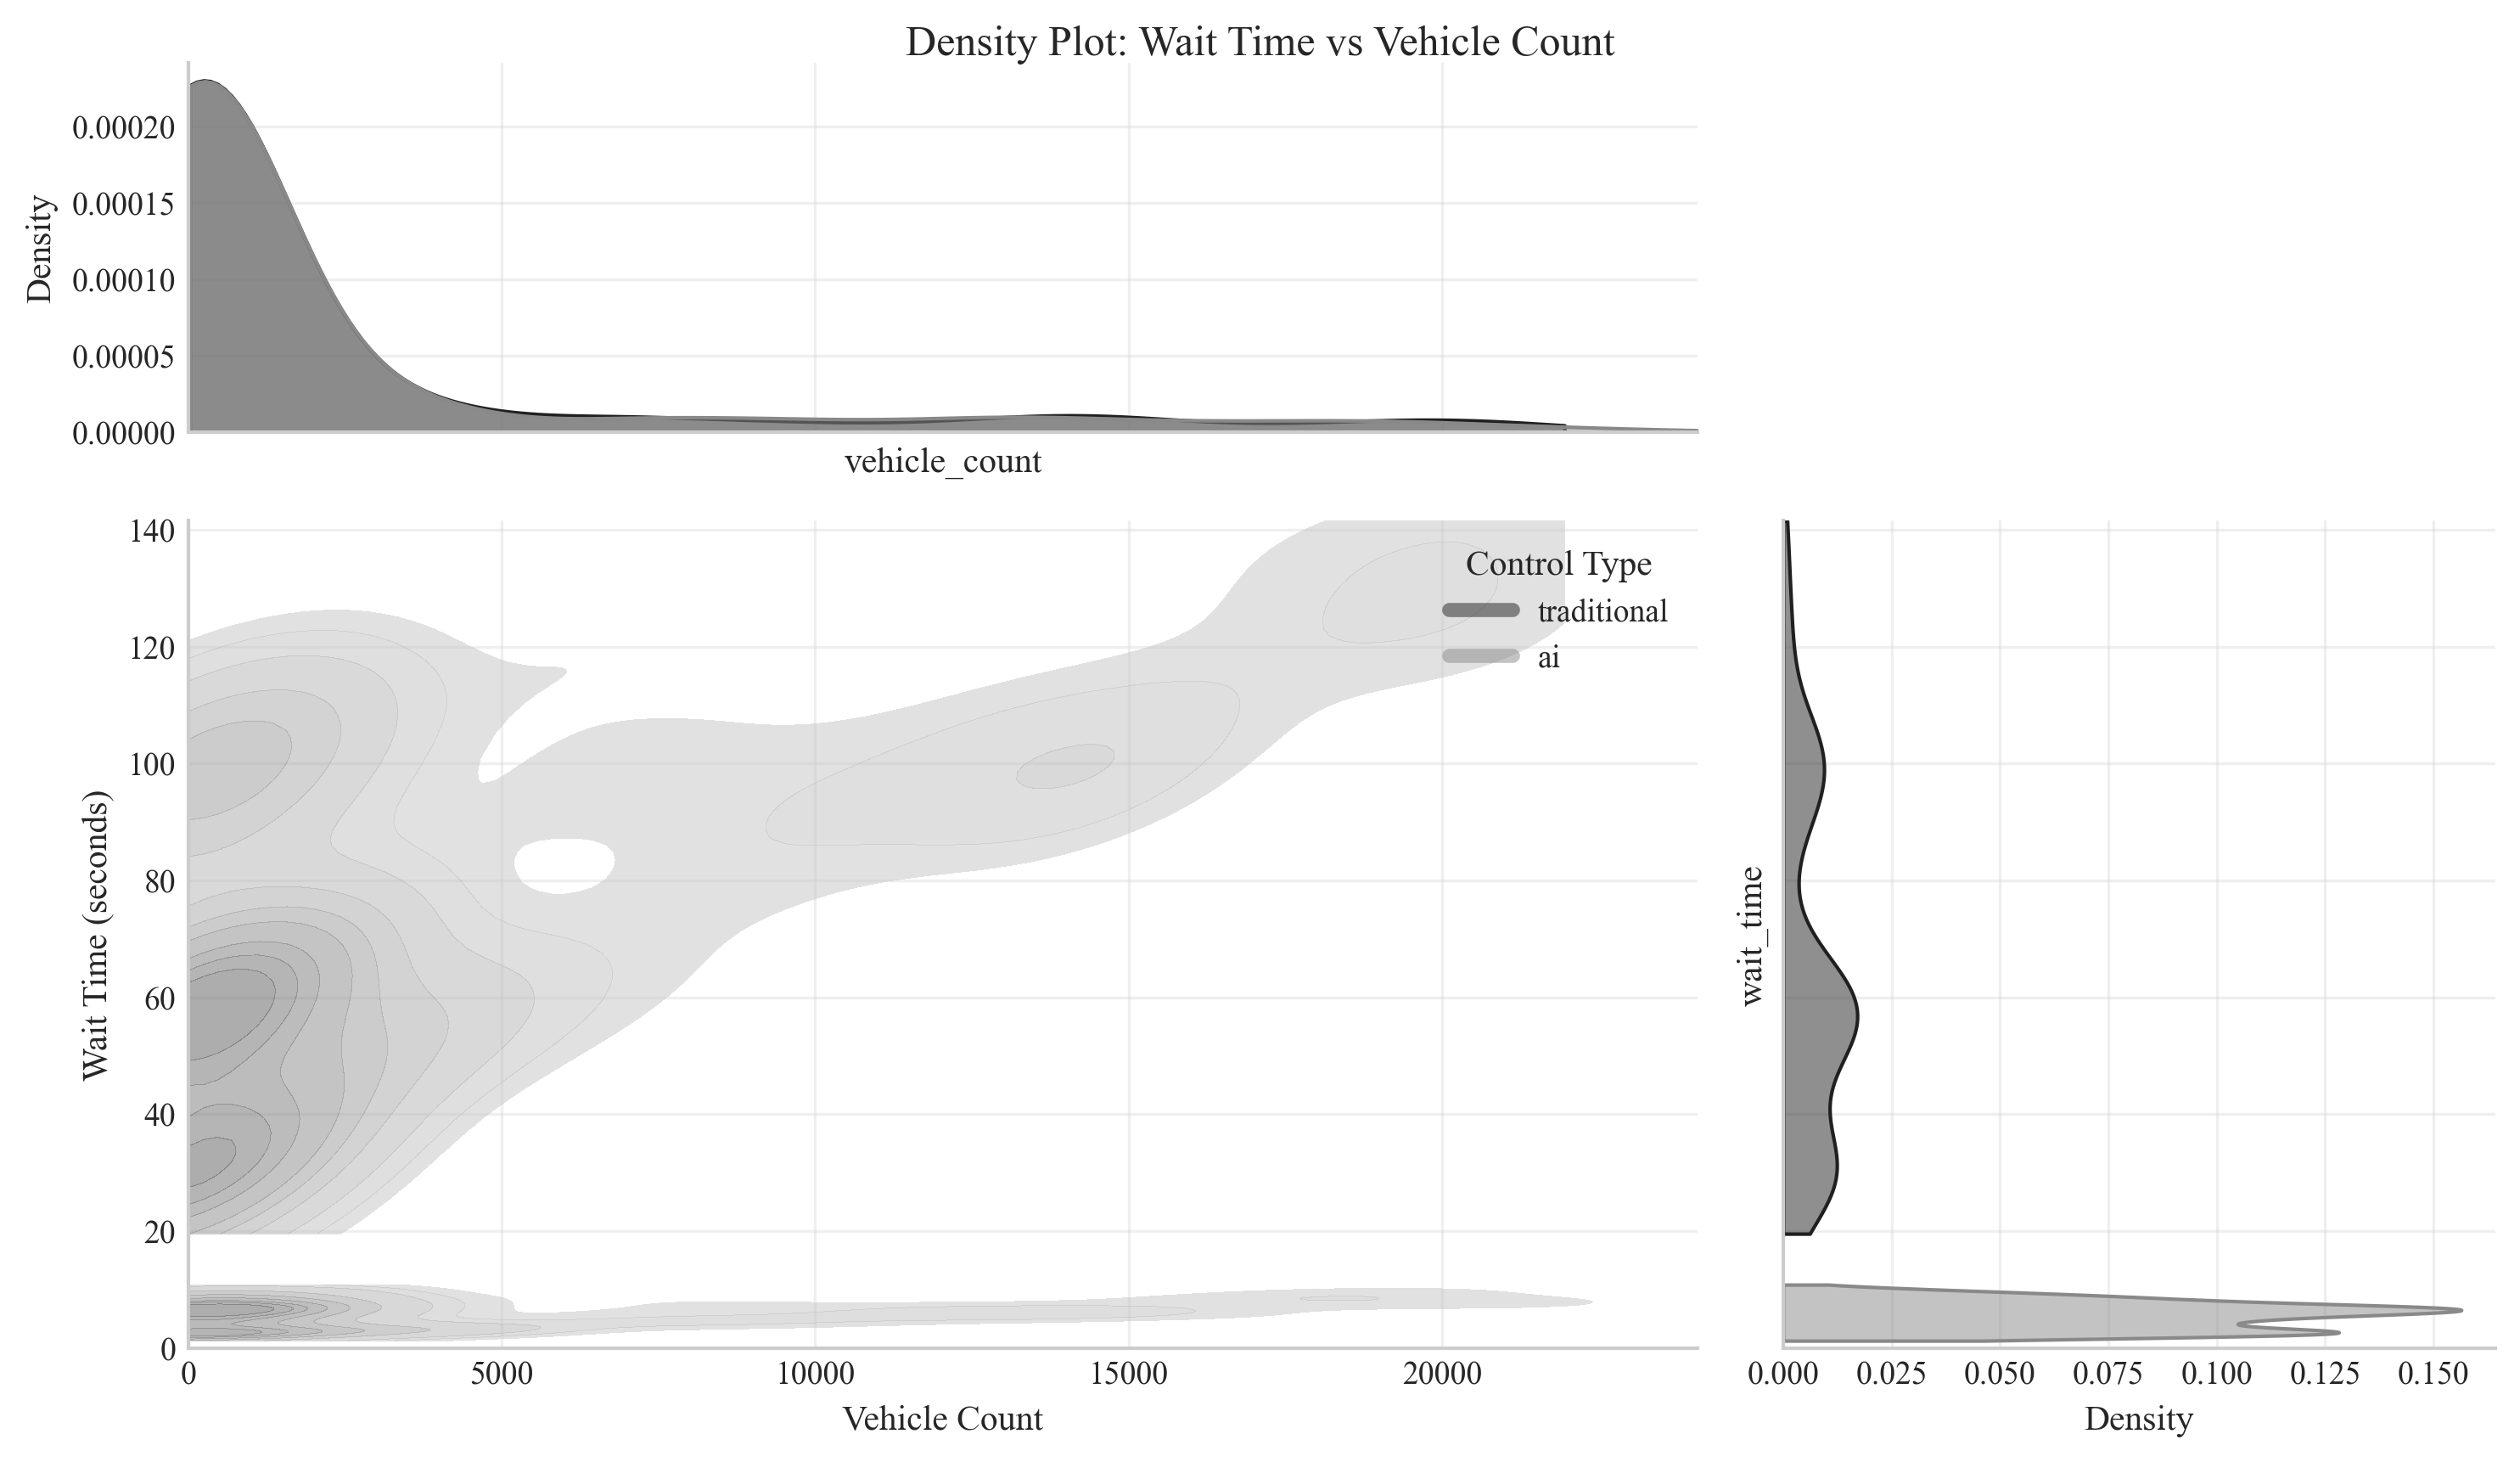 Density Plot: Wait Time vs Vehicle Count
Density
0.00020
0.00015
0.00010
0.00005
0.00000
vehicle_count
Wait Time (seconds)
140
120
100
80
60
40
20
0
Control Type
traditional
ai
0 5000 10000 15000 20000
Vehicle Count
wait_time
0.000 0.025 0.050 0.075 0.100 0.125 0.150
Density